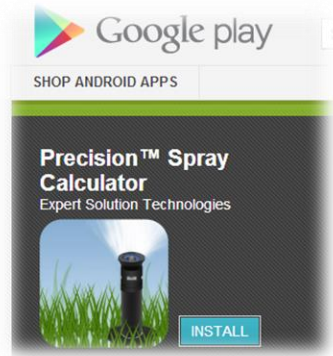 Google play
SHOP ANDROID APPS
Precision™ Spray
Calculator
Expert Solution Technologies
INSTALL